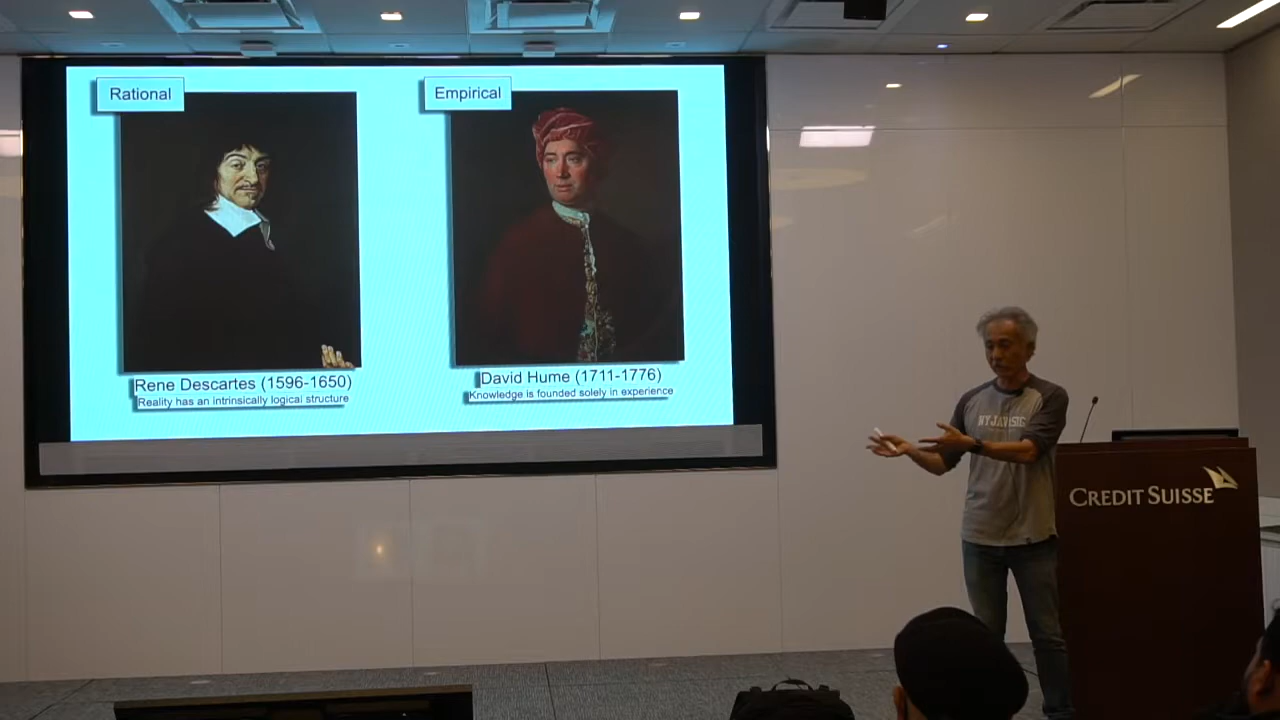 Rational
Empirical
Rene Descartes (1596-1650)
Reality has an intrinsically logical structure
David Hume (1711-1776)
Knowledge is founded solely in experience
NYJAVASIG
CREDIT SUISSE